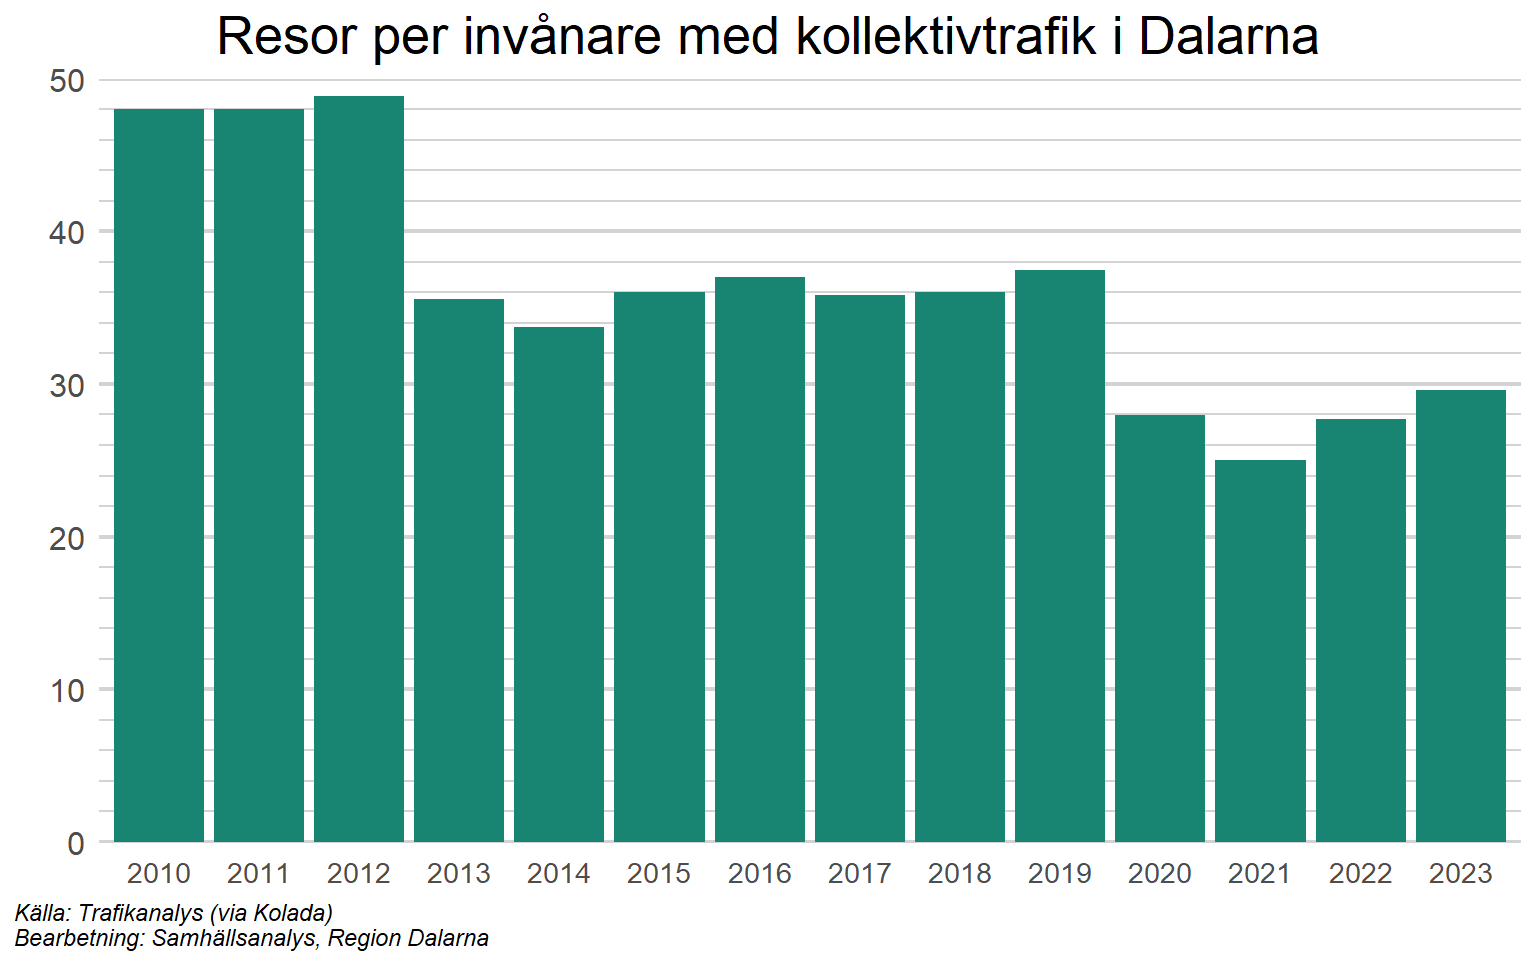 Resor per invånare med kollektivtrafik i Dalarna
50
40
30
20
10
0
2010 2011 2012 2013 2014 2015 2016 2017 2018 2019 2020 2021 2022 2023
Källa: Trafikanalys (via Kolada)
Bearbetning: Samhällsanalys, Region Dalarna